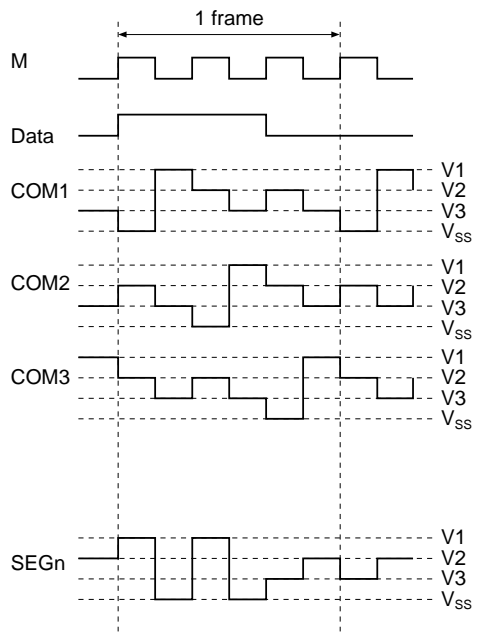 1 frame
M
Data
COM1
V1
V2
V3
VSS
COM2
V1
V2
V3
VSS
COM3
V1
V2
V3
VSS
SEGn
V1
V2
V3
VSS